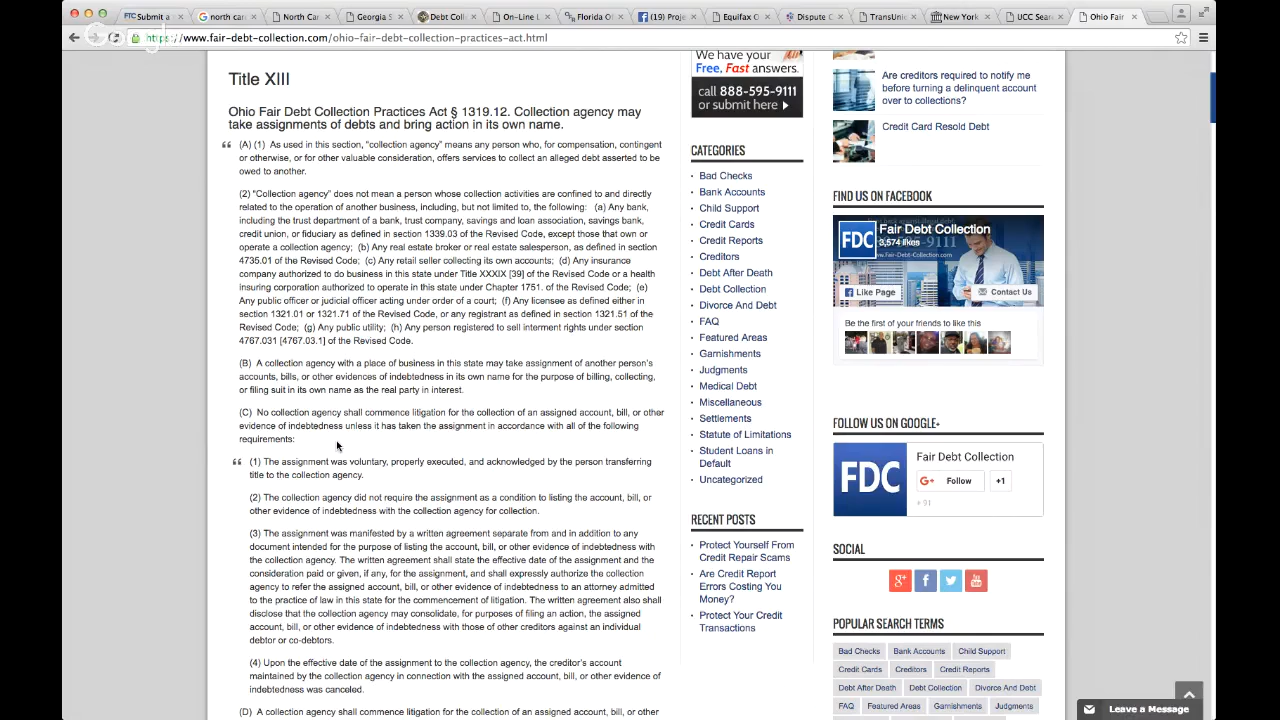 FTC Submit a
north car
North Car
Georgia S
Debt Coll
On-Line L
Florida O
(19) Proje
Equifax C
Dispute C
TransUnic
New York
UCC Sear
Ohio Fair
https://www.fair-debt-collection.com/ohio-fair-debt-collection-practices-act.html
Title XIII
Ohio Fair Debt Collection Practices Act § 1319.12. Collection agency may
take assignments of debts and bring action in its own name.
(A) (1) As used in this section, “collection agency” means any person who, for compensation, contingent
or otherwise, or for other valuable consideration, offers services to collect an alleged debt asserted to be
owed to another.
(2) “Collection agency” does not mean a person whose collection activities are confined to and directly
related to the operation of another business, including, but not limited to, the following: (a) Any bank,
including the trust department of a bank, trust company, savings and loan association, savings bank,
credit union, or fiduciary as defined in section 1339.03 of the Revised Code, except those that own or
operate a collection agency; (b) Any real estate broker or real estate salesperson, as defined in section
4735.01 of the Revised Code; (c) Any retail seller collecting its own accounts; (d) Any insurance
company authorized to do business in this state under Title XXXIX [39] of the Revised Code or a health
insuring corporation authorized to operate in this state under Chapter 1751. of the Revised Code; (e)
Any public officer or judicial officer acting under order of a court; (f) Any licensee as defined either in
section 1321.01 or 1321.71 of the Revised Code, or any registrant as defined in section 1321.51 of the
Revised Code; (g) Any public utility; (h) Any person registered to sell interment rights under section
4767.031 [4767.03.1] of the Revised Code.
(B) A collection agency with a place of business in this state may take assignment of another person’s
accounts, bills, or other evidences of indebtedness in its own name for the purpose of billing, collecting,
or filing suit in its own name as the real party in interest.
(C) No collection agency shall commence litigation for the collection of an assigned account, bill, or other
evidence of indebtedness unless it has taken the assignment in accordance with all of the following
requirements:
(1) The assignment was voluntary, properly executed, and acknowledged by the person transferring
title to the collection agency.
(2) The collection agency did not require the assignment as a condition to listing the account, bill, or
other evidence of indebtedness with the collection agency for collection.
(3) The assignment was manifested by a written agreement separate from and in addition to any
document intended for the purpose of listing the account, bill, or other evidence of indebtedness with
the collection agency. The written agreement shall state the effective date of the assignment and the
consideration paid or given, if any, for the assignment, and shall expressly authorize the collection
agency to refer the assigned account, bill, or other evidence of indebtedness to an attorney admitted
to the practice of law in this state for the commencement of litigation. The written agreement also shall
disclose that the collection agency may consolidate, for purposes of filing an action, the assigned
account, bill, or other evidence of indebtedness with those of other creditors against an individual
debtor or co-debtors.
(4) Upon the effective date of the assignment to the collection agency, the creditor’s account
maintained by the collection agency in connection with the assigned account, bill, or other evidence of
indebtedness was canceled.
(D) A collection agency shall commence litigation for the collection of an assigned account, bill, or other
We have your
Free, Fast answers.
call 888-595-9111
or submit here
CATEGORIES
Bad Checks
Bank Accounts
Child Support
Credit Cards
Credit Reports
Creditors
Debt After Death
Debt Collection
Divorce And Debt
FAQ
Featured Areas
Garnishments
Judgments
Medical Debt
Miscellaneous
Settlements
Statute of Limitations
Student Loans in
Default
Uncategorized
RECENT POSTS
Protect Yourself From
Credit Repair Scams
Are Credit Report
Errors Costing You
Money?
Protect Your Credit
Transactions
Are creditors required to notify me
before turning a delinquent account
over to collections?
Credit Card Resold Debt
FIND US ON FACEBOOK
FDC
Fair Debt Collection
3,574 likes
Like Page
Contact Us
Be the first of your friends to like this
FOLLOW US ON GOOGLE+
FDC
Fair Debt Collection
Follow
+1
+ 91
SOCIAL
POPULAR SEARCH TERMS
Bad Checks Bank Accounts Child Support
Credit Cards Creditors Credit Reports
Debt After Death Debt Collection Divorce And Debt
FAQ Featured Areas Garnishments Judgments
Leave a Message